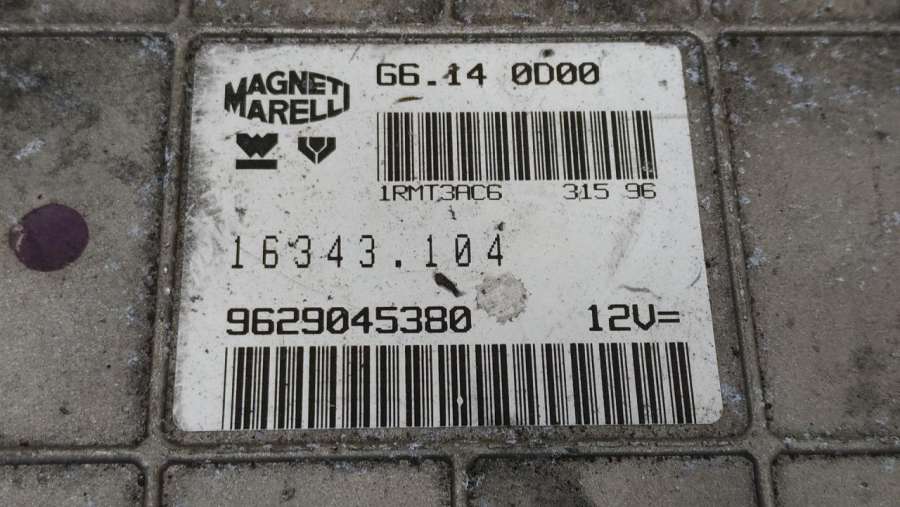 MAGNETI
MARELLI
G6.14 0D00
1RMT3AC6 315 96
16343.104
9629045380 12V=